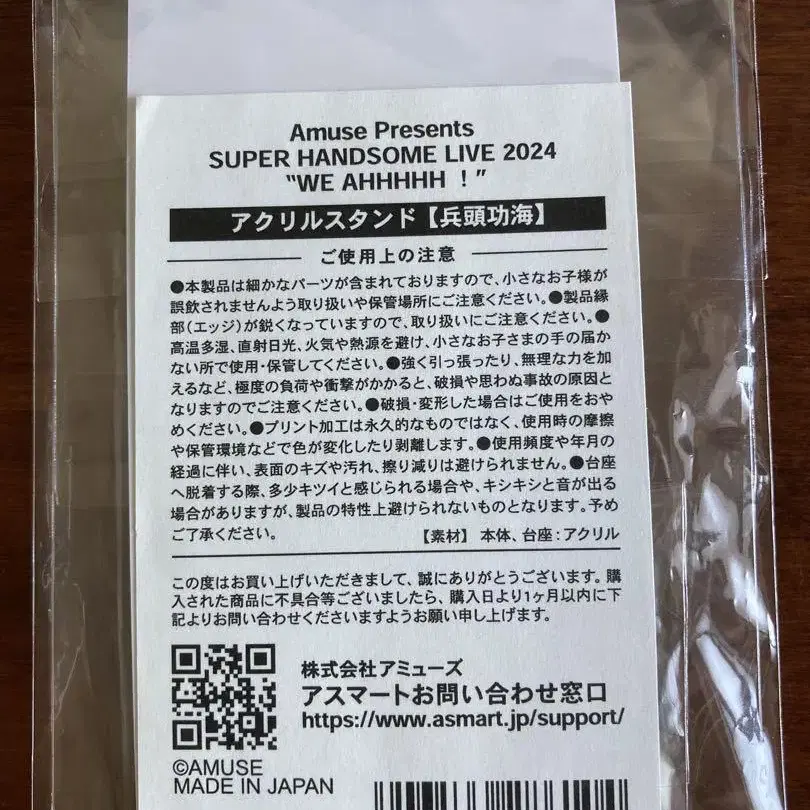 Amuse Presents
SUPER HANDSOME LIVE 2024
“WE AHHHHH ！”
アクリルスタンド【兵頭功海】
ご使用上の注意
●本製品は細かなパーツが含まれておりますので、小さなお子様が
誤飲されませんよう取り扱いや保管場所にご注意ください。●製品縁
部（エッジ）が鋭くなっていますので、取り扱いにご注意ください。●
高温多湿、直射日光、火気や熱源を避け、小さなお子さまの手の届か
ない所で使用・保管してください。●強く引っ張ったり、無理な力を加
えるなど、極度の負荷や衝撃がかかると、破損や思わぬ事故の原因と
なりますのでご注意ください。●破損・変形した場合はご使用をおや
めください。●プリント加工は永久的なものではなく、使用時の摩擦
や保管環境などで色が変化したり剥離します。●使用頻度や年月の
経過に伴い、表面のキズや汚れ、擦り減りは避けられません。●台座
へ脱着する際、多少キツイと感じられる場合や、キシキシと音が出る
場合がありますが、製品の特性上避けられないものとなります。予め
ご了承ください。 【素材】 本体、台座：アクリル
この度はお買い上げいただきまして、誠にありがとうございます。購
入された商品に不具合等ございましたら、購入日より1ヶ月以内に下
記よりお問い合わせくださいますようお願い申し上げます。
株式会社アミューズ
アスマートお問い合わせ窓口
https://www.asmart.jp/support/
©AMUSE
MADE IN JAPAN